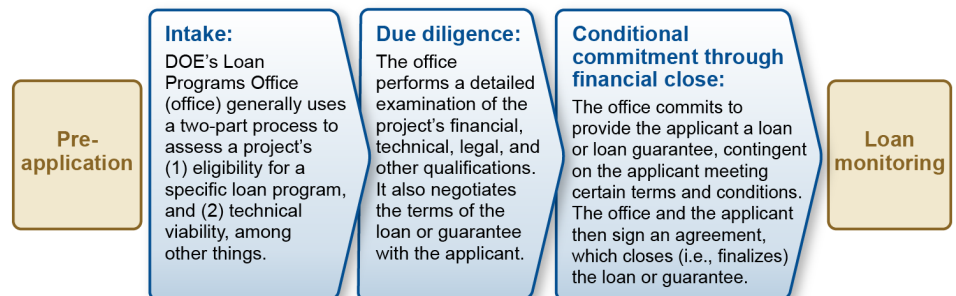 Pre-
application
Intake:
DOE’s Loan
Programs Office
(office) generally uses
a two-part process to
assess a project’s
(1) eligibility for a
specific loan program,
and (2) technical
viability, among
other things.
Due diligence:
The office
performs a detailed
examination of the
project’s financial,
technical, legal, and
other qualifications.
It also negotiates
the terms of the
loan or guarantee
with the applicant.
Conditional
commitment through
financial close:
The office commits to
provide the applicant a loan
or loan guarantee, contingent
on the applicant meeting
certain terms and conditions.
The office and the applicant
then sign an agreement,
which closes (i.e., finalizes)
the loan or guarantee.
Loan
monitoring